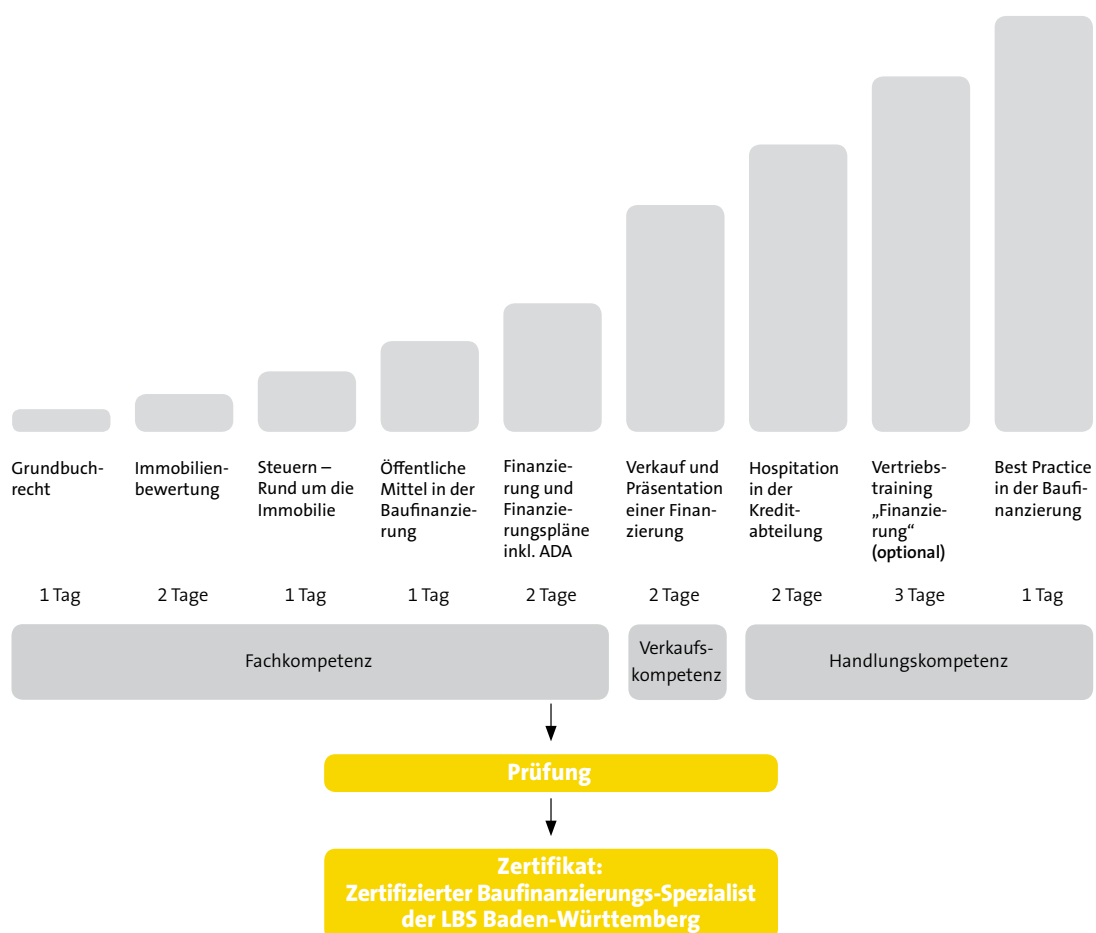 Grundbuch-
recht
Immobilien-
bewertung
Steuern –
Rund um die
Immobilie
Öffentliche
Mittel in der
Baufinanzie-
rung
Finanzie-
rung und
Finanzie-
rungspläne
inkl. ADA
Verkauf und
Präsentation
einer Finan-
zierung
Hospitation
in der
Kredit-
abteilung
Vertriebs-
training
„Finanzie-
rung“
(optional)
Best Practice
in der Baufi-
nanzierung
1 Tag
2 Tage
1 Tag
1 Tag
2 Tage
2 Tage
2 Tage
3 Tage
1 Tag
Fachkompetenz
Verkaufs-
kompetenz
Handlungskompetenz
Prüfung
Zertifikat:
Zertifizierter Baufinanzierungs-Spezialist
der LBS Baden-Württemberg